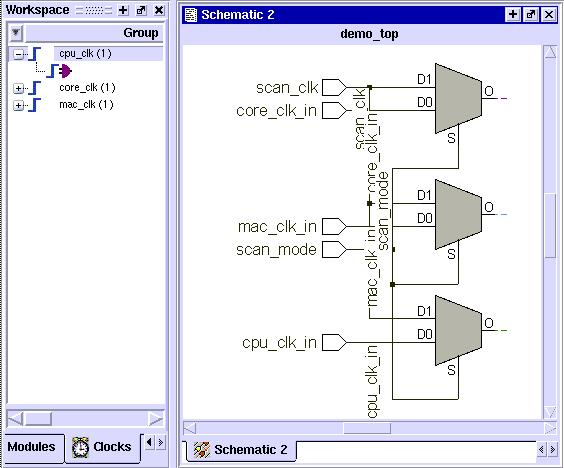 Workspace
Group
cpu_clk (1)
core_clk (1)
mac_clk (1)
Modules
Clocks
Schematic 2
demo_top
scan_clk
core_clk_in
mac_clk_in
scan_mode
cpu_clk_in
scan_clk
core_clk_in
scan_mode
mac_clk_in
cpu_clk_in
D1
D0
O
S
D1
D0
O
S
D1
D0
O
S
Schematic 2